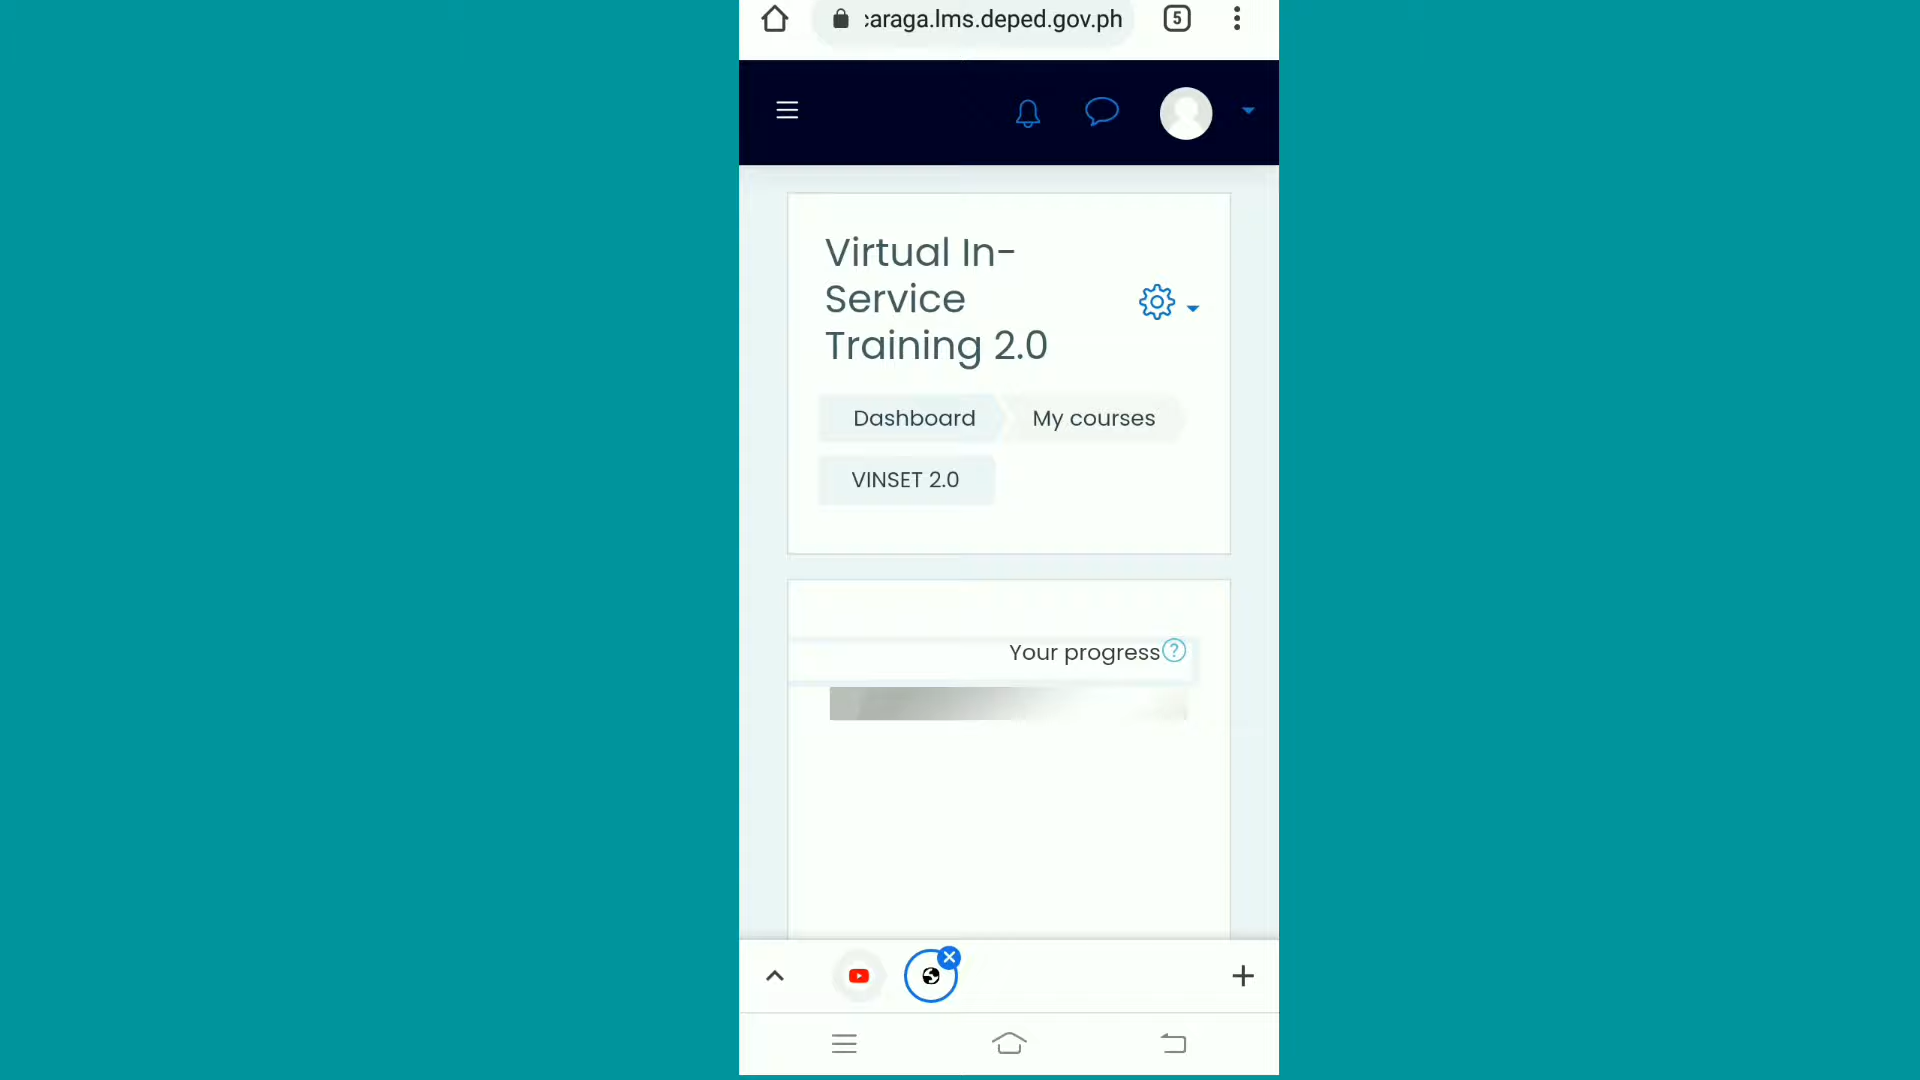 caraga.lms.deped.gov.ph
5
Virtual In-
Service
Training 2.0
Dashboard
My courses
VINSET 2.0
Your progress